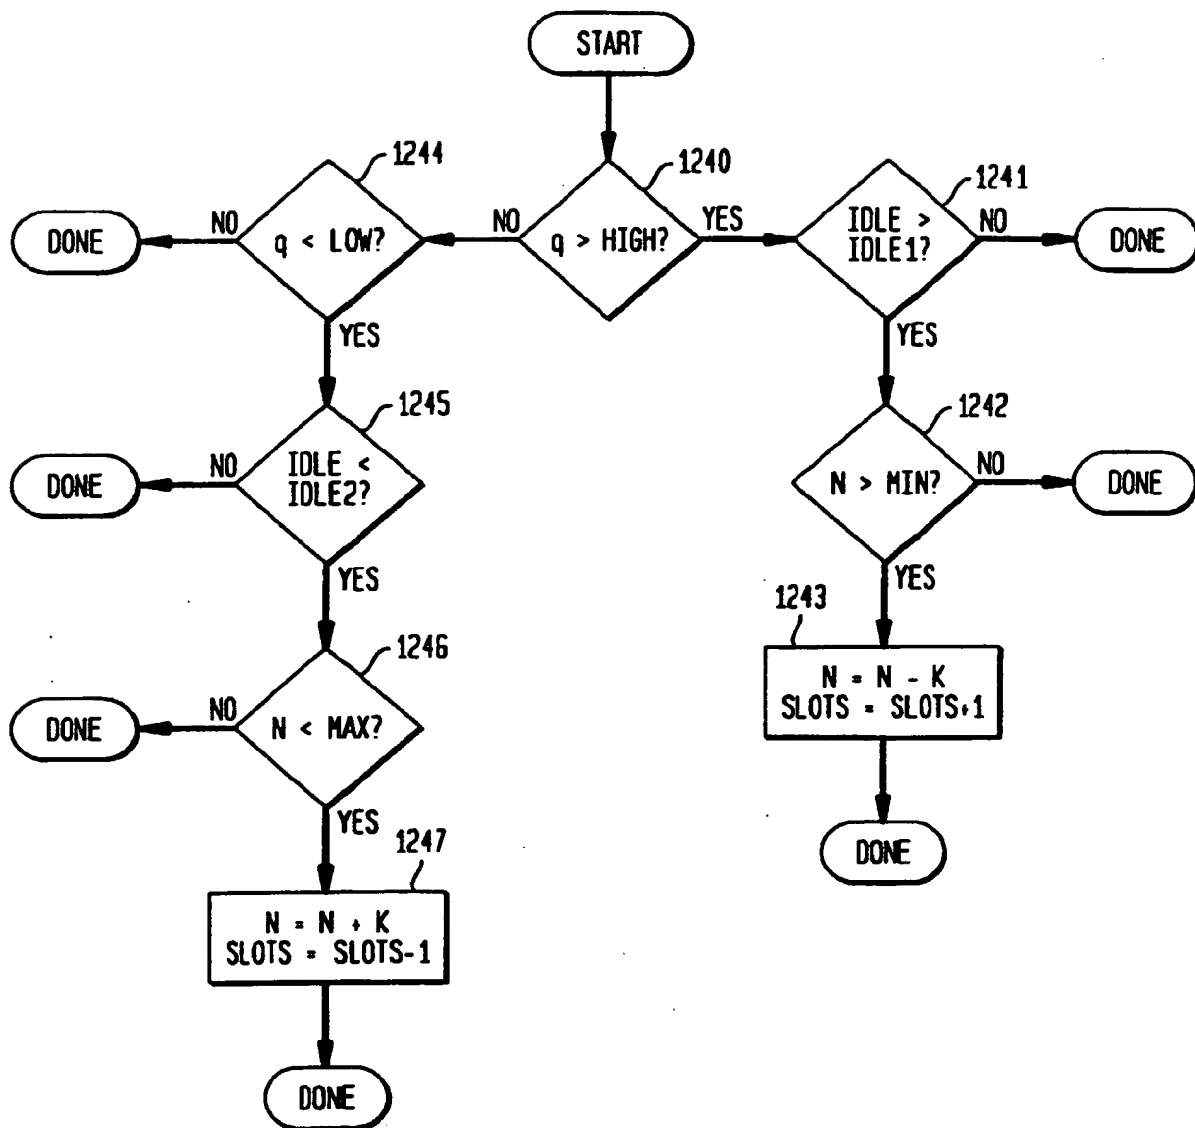 START
1244
1240
1241
DONE
NO
q < LOW?
NO
q > HIGH?
YES
IDLE >
IDLE1?
NO
DONE
YES
YES
1245
1242
DONE
NO
IDLE <
IDLE2?
N > MIN?
NO
DONE
YES
YES
1243
1246
N = N - K
SLOTS = SLOTS+1
DONE
NO
N < MAX?
YES
1247
DONE
N = N + K
SLOTS = SLOTS-1
DONE